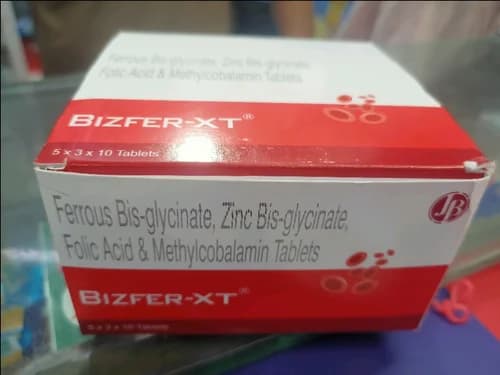 Ferrous Bis-glycinate, Zinc Bis-glycinate,
Folic Acid & Methylcobalamin Tablets
BIZFER-XT®
5 x 3 x 10 Tablets
Ferrous Bis-glycinate, Zinc Bis-glycinate,
Folic Acid & Methylcobalamin Tablets
JB
BIZFER-XT®
5 x 3 x 10 Tablets